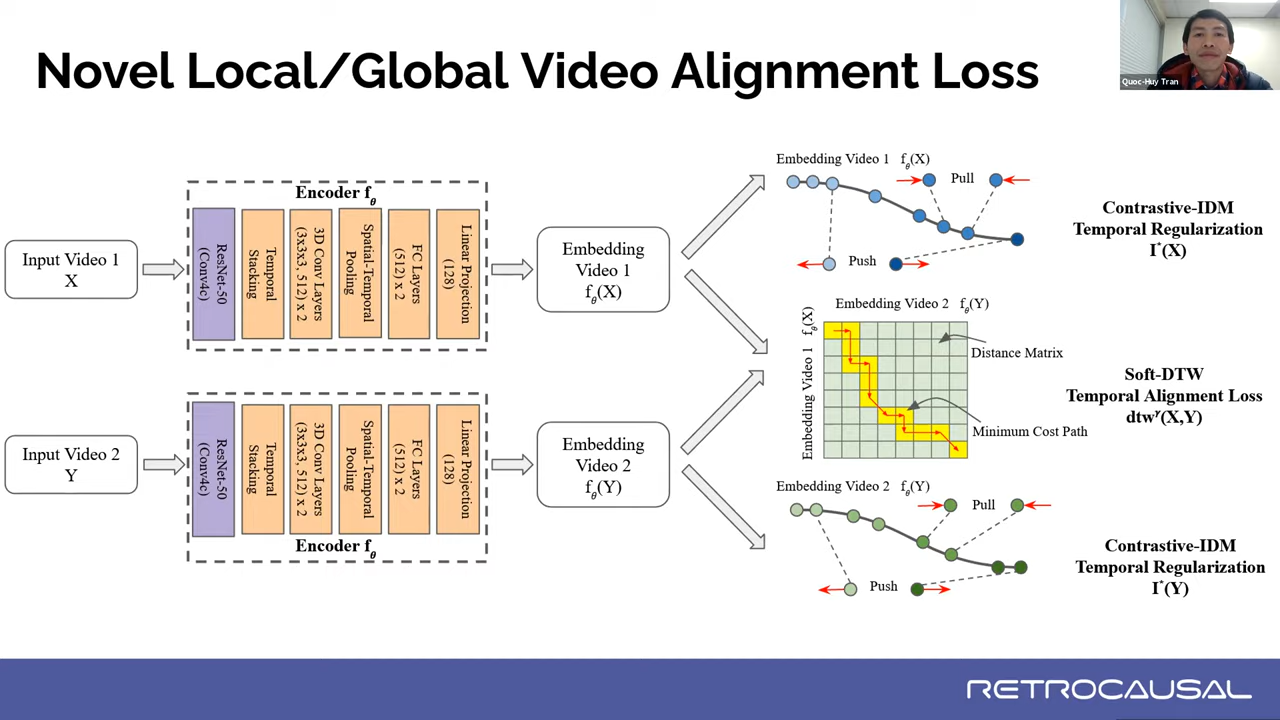 Novel Local/Global Video Alignment Loss
Quoc-Huy Tran
Input Video 1
X
Encoder fθ
ResNet-50
(Conv4c)
Temporal
Stacking
3D Conv Layers
(3x3x3, 512) x 2
Spatial-Temporal
Pooling
FC Layers
(512) x 2
Linear Projection
(128)
Embedding
Video 1
fθ(X)
Input Video 2
Y
ResNet-50
(Conv4c)
Temporal
Stacking
3D Conv Layers
(3x3x3, 512) x 2
Spatial-Temporal
Pooling
FC Layers
(512) x 2
Linear Projection
(128)
Encoder fθ
Embedding
Video 2
fθ(Y)
Embedding Video 1 fθ(X)
Pull
Push
Contrastive-IDM
Temporal Regularization
I*(X)
Embedding Video 2 fθ(Y)
Embedding Video 1 fθ(X)
Distance Matrix
Minimum Cost Path
Soft-DTW
Temporal Alignment Loss
dtwγ(X,Y)
Embedding Video 2 fθ(Y)
Pull
Push
Contrastive-IDM
Temporal Regularization
I*(Y)
RETROCAUSAL